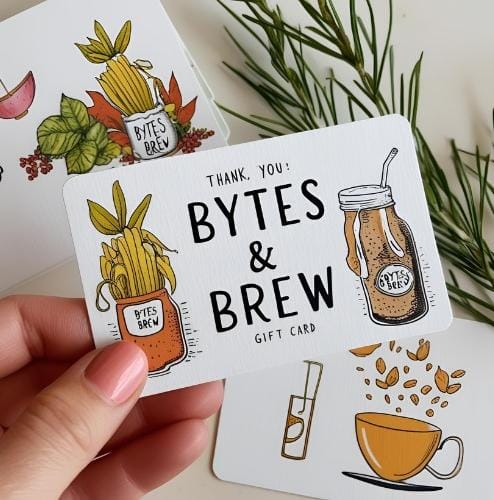 THANK, YOU!
BYTES
&
BREW
GIFT CARD
BYTES
BREW
BYTES
BREW
BYTES
BREW